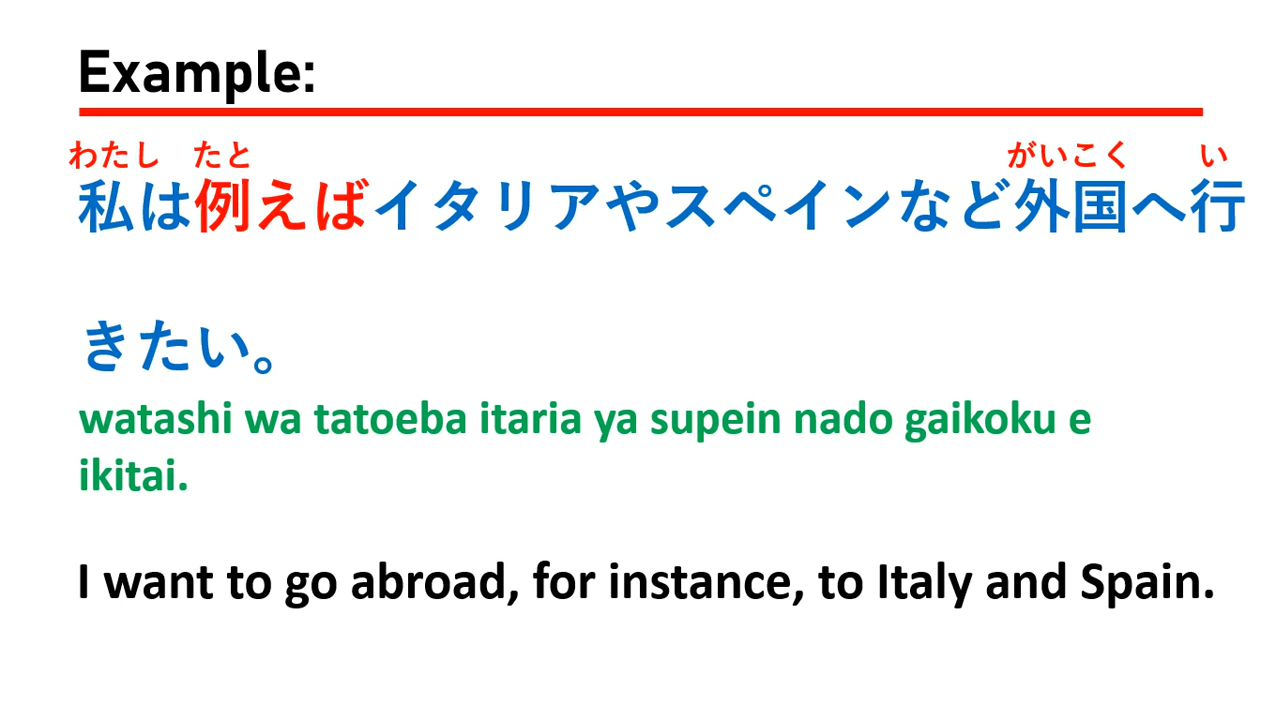 Example:
わたし たと がいこく い
私は例えばイタリアやスペインなど外国へ行
きたい。
watashi wa tatoeba itaria ya supein nado gaikoku e
ikitai.
I want to go abroad, for instance, to Italy and Spain.